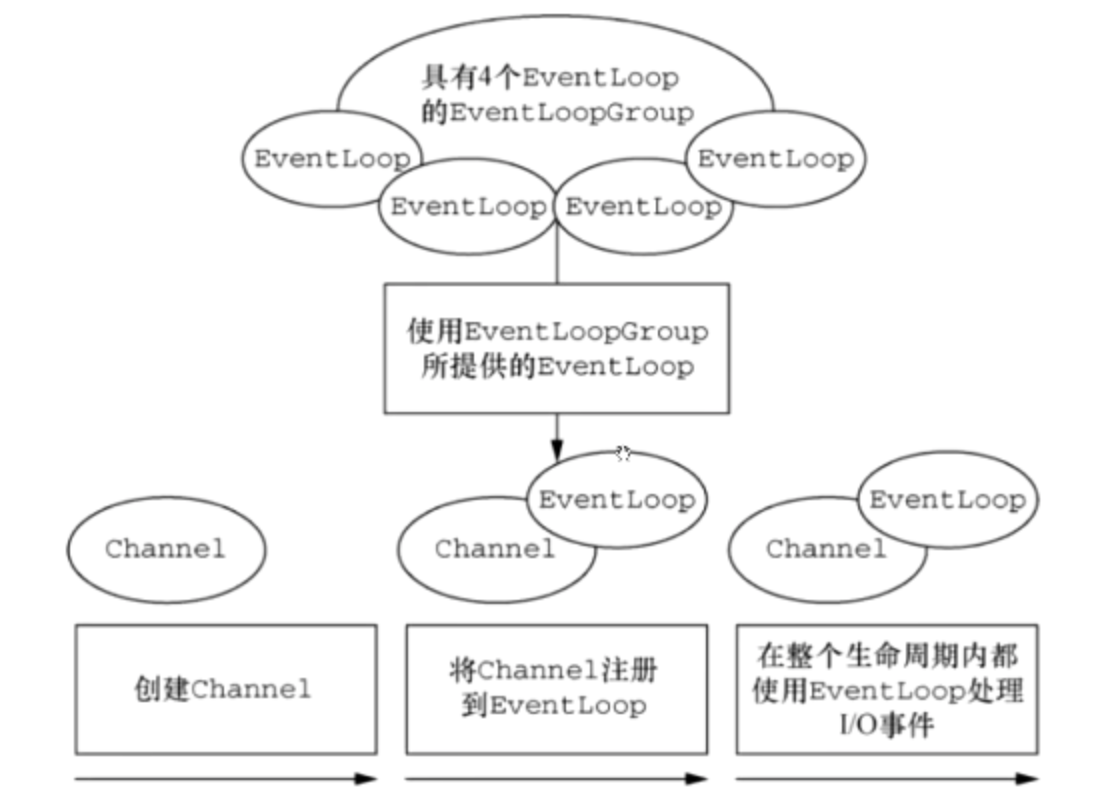 具有4个EventLoop
的EventLoopGroup
EventLoop
EventLoop
EventLoop
EventLoop
使用EventLoopGroup
所提供的EventLoop
EventLoop
EventLoop
Channel
Channel
Channel
创建Channel
将Channel注册
到EventLoop
在整个生命周期内都
使用EventLoop处理
I/O事件